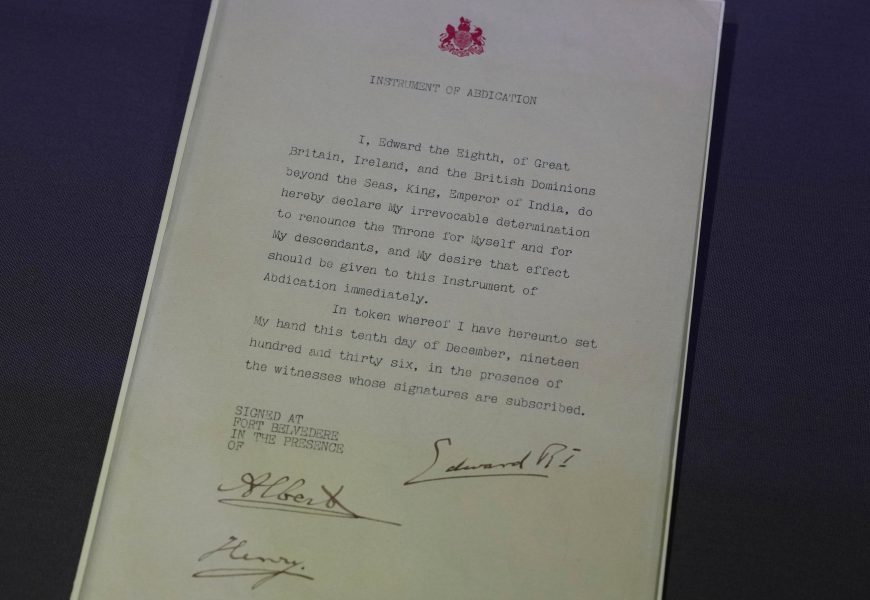 INSTRUMENT OF ABDICATION
I, Edward the Eighth, of Great
Britain, Ireland, and the British Dominions
beyond the Seas, King, Emperor of India, do
hereby declare My irrevocable determination
to renounce the Throne for Myself and for
My descendants, and My desire that effect
should be given to this Instrument of
Abdication immediately.
In token whereof I have hereunto set
My hand this tenth day of December, nineteen
hundred and thirty six, in the presence of
the witnesses whose signatures are subscribed.
SIGNED AT
FORT BELVEDERE
IN THE PRESENCE
OF
Edward RI
Albert
Henry.